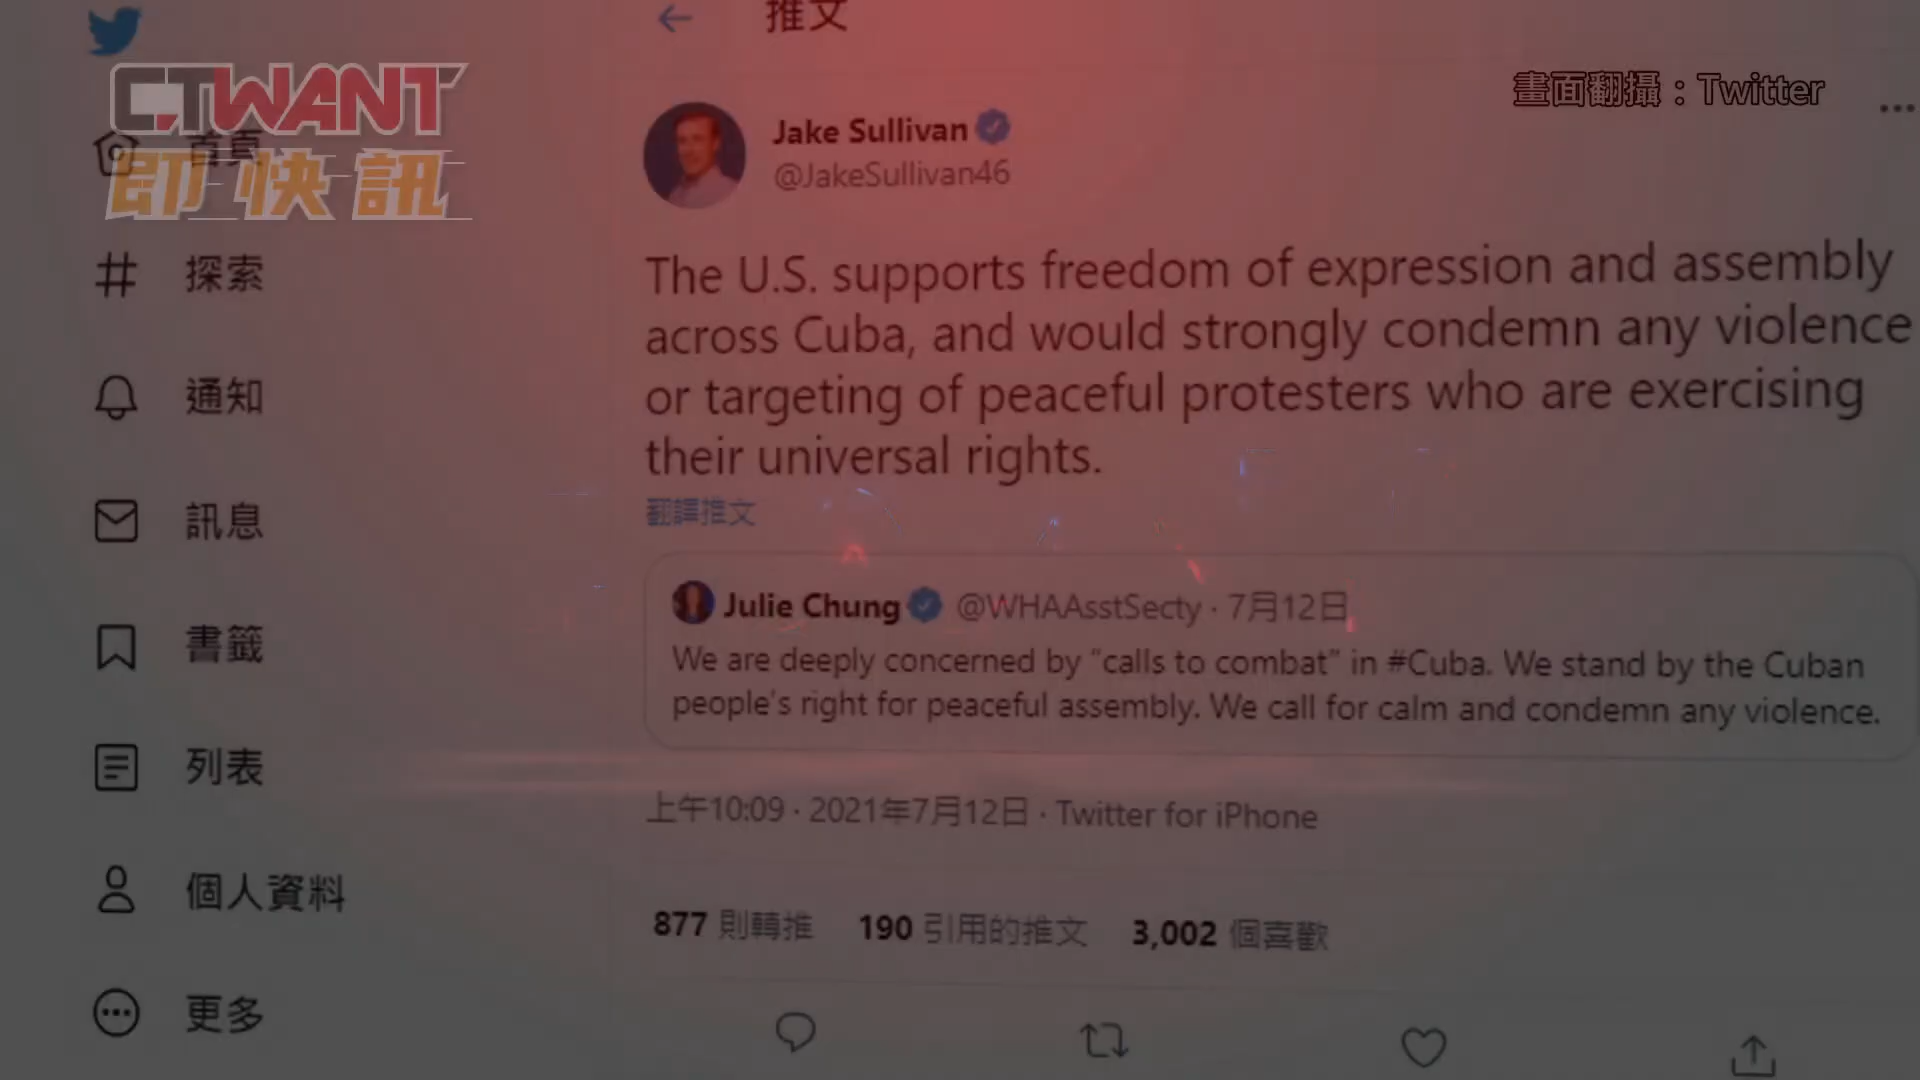 推文
CTWANT
即快訊
畫面翻攝：Twitter
首頁
探索
通知
訊息
書籤
列表
個人資料
更多
Jake Sullivan
@JakeSullivan46
The U.S. supports freedom of expression and assembly
across Cuba, and would strongly condemn any violence
or targeting of peaceful protesters who are exercising
their universal rights.
翻譯推文
Julie Chung @WHAAsstSecty · 7月12日
We are deeply concerned by “calls to combat” in #Cuba. We stand by the Cuban
people's right for peaceful assembly. We call for calm and condemn any violence.
上午10:09 · 2021年7月12日 · Twitter for iPhone
877 則轉推 190 引用的推文 3,002 個喜歡